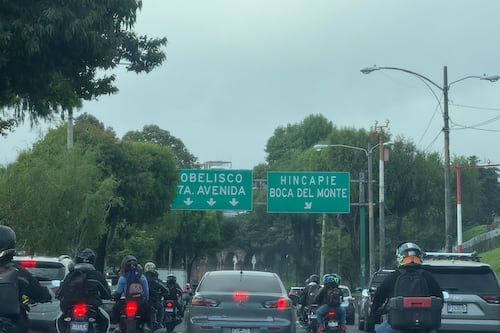 OBELISCO
7A. AVENIDA
HINCAPIE
BOCA DEL MONTE